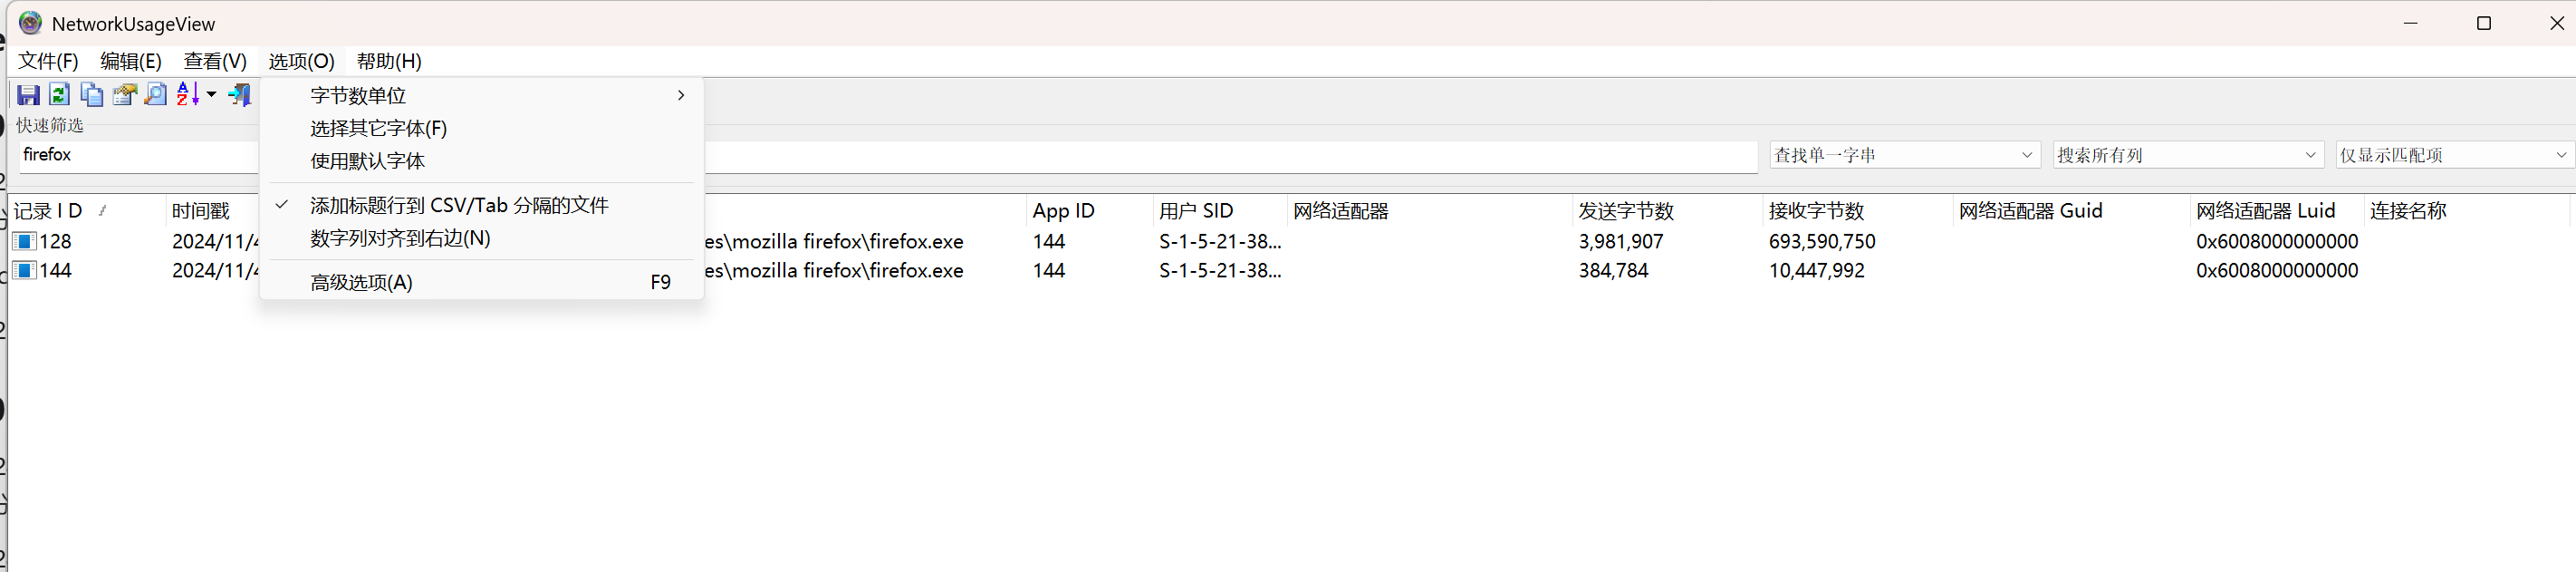 NetworkUsageView
文件(F) 编辑(E) 查看(V) 选项(O) 帮助(H)
字节数单位
选择其它字体(F)
使用默认字体
添加标题行到 CSV/Tab 分隔的文件
数字列对齐到右边(N)
高级选项(A) F9
快速筛选
firefox 查找单一字串 搜索所有列 仅显示匹配项
记录 I D 时间戳 App ID 用户 SID 网络适配器 发送字节数 接收字节数 网络适配器 Guid 网络适配器 Luid 连接名称
128 2024/11/4 es\mozilla firefox\firefox.exe 144 S-1-5-21-38... 3,981,907 693,590,750 0x6008000000000
144 2024/11/4 es\mozilla firefox\firefox.exe 144 S-1-5-21-38... 384,784 10,447,992 0x6008000000000